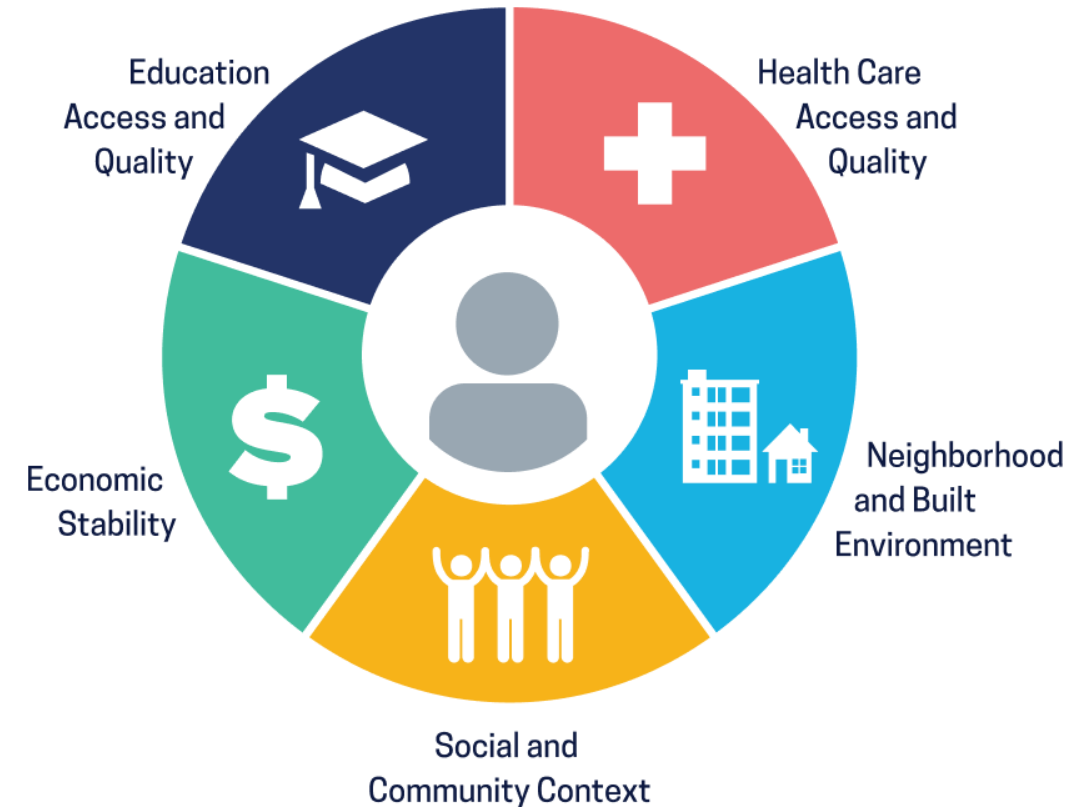 Education
Access and
Quality
Health Care
Access and
Quality
Economic
Stability
Neighborhood
and Built
Environment
Social and
Community Context